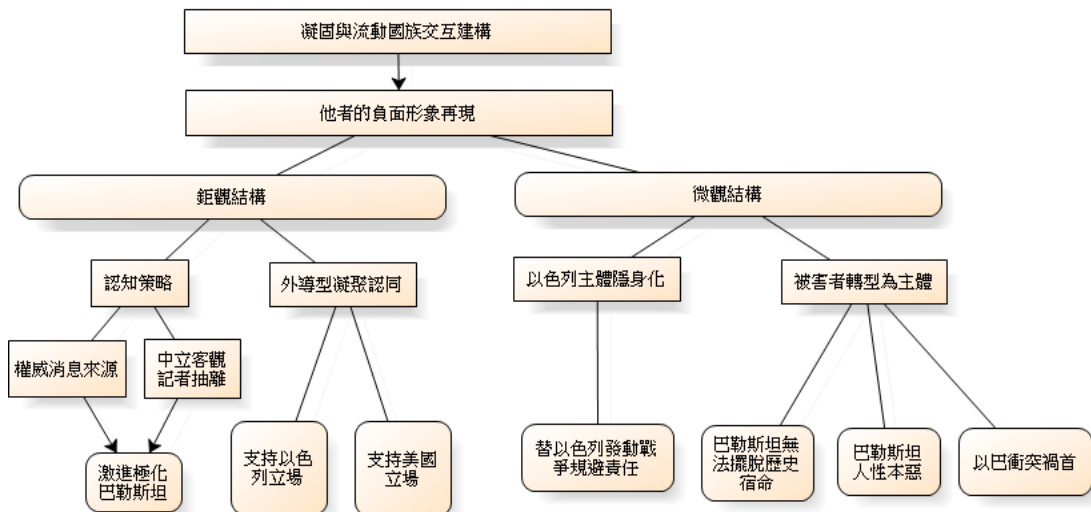 凝固與流動國族交互建構
他者的負面形象再現
鉅觀結構
微觀結構
認知策略
外導型凝聚認同
以色列主體隱身化
被害者轉型為主體
權威消息來源
中立客觀
記者抽離
激進極化
巴勒斯坦
支持以色
列立場
支持美國
立場
替以色列發動戰
爭規避責任
巴勒斯坦無
法擺脫歷史
宿命
巴勒斯坦
人性本惡
以巴衝突禍首